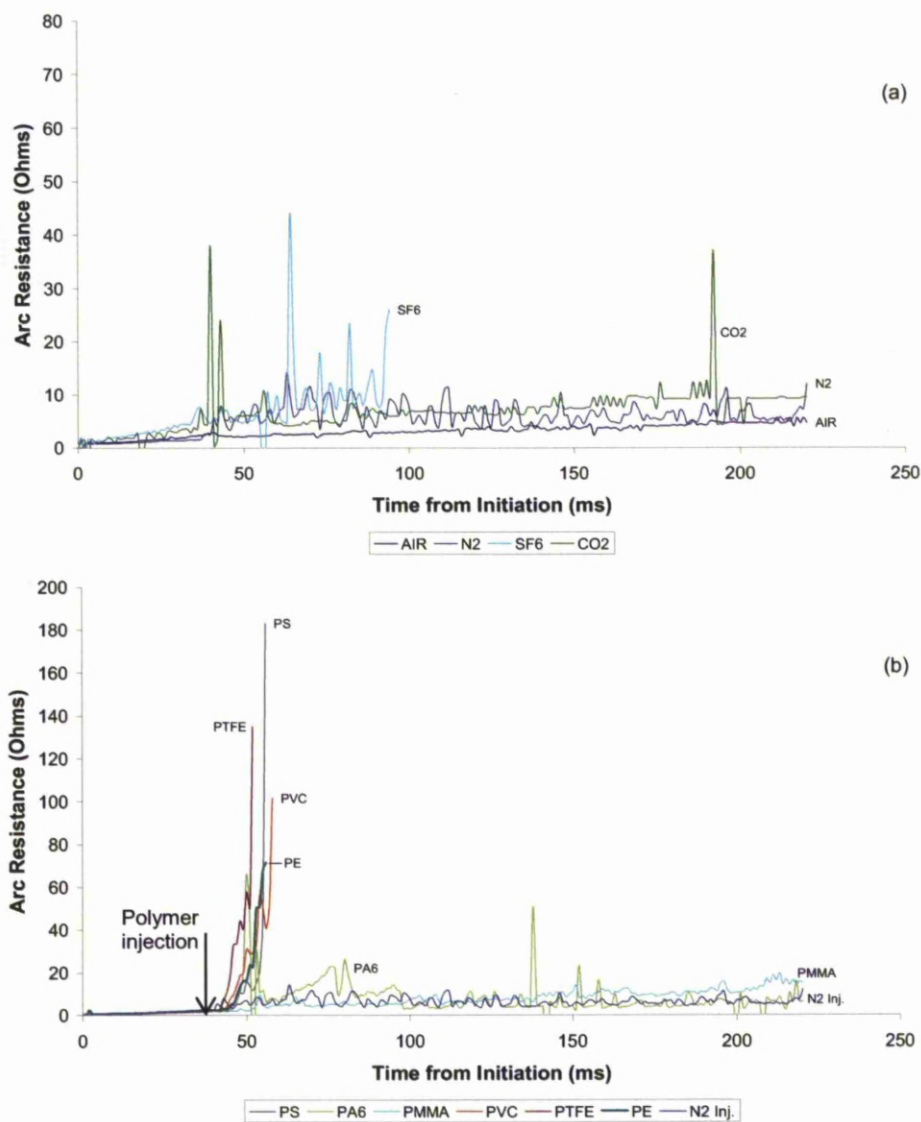 80
70
60
50
40
30
20
10
0
Arc Resistance (Ohms)
(a)
SF6
CO2
N2
AIR
0 50 100 150 200 250
Time from Initiation (ms)
AIR N2 SF6 CO2
200
180
160
140
120
100
80
60
40
20
0
Arc Resistance (Ohms)
(b)
PS
PTFE
PVC
PE
Polymer
injection
PA6
PMMA
N2 Inj.
0 50 100 150 200 250
Time from Initiation (ms)
PS PA6 PMMA PVC PTFE PE N2 Inj.